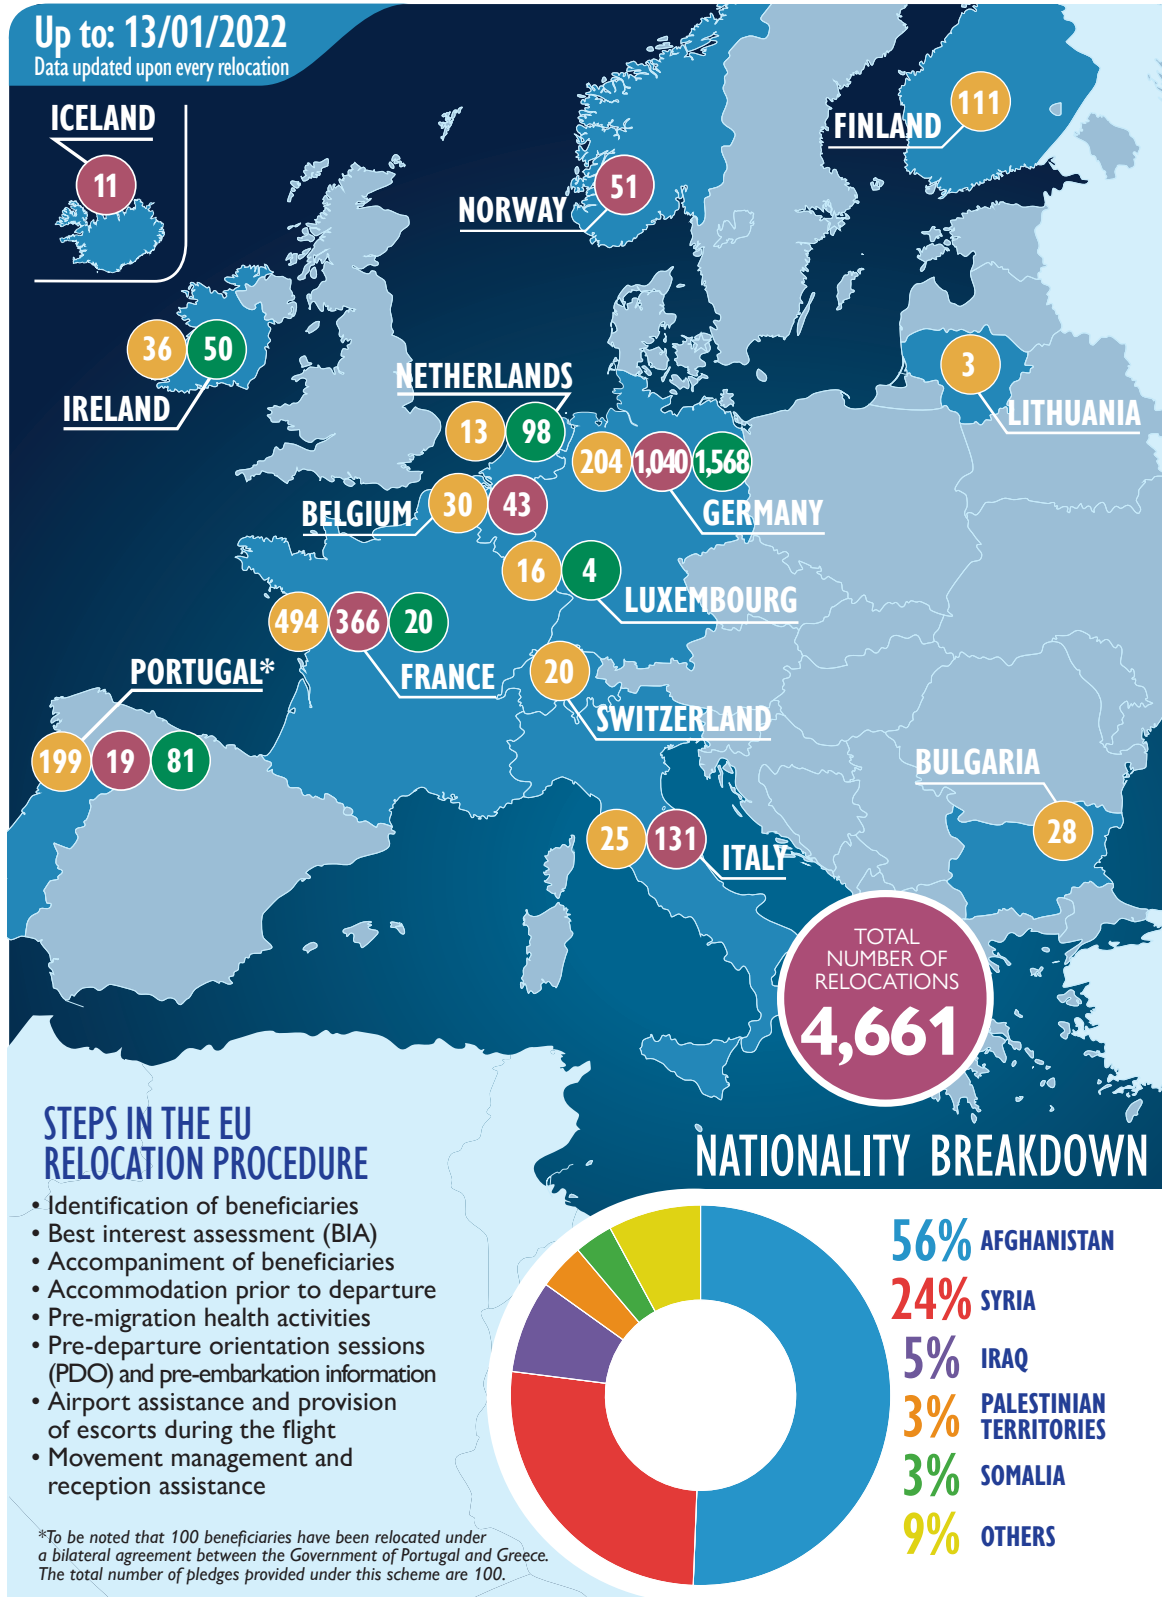 Up to: 13/01/2022
Data updated upon every relocation
ICELAND
11
FINLAND
111
NORWAY
51
36 50
IRELAND
NETHERLANDS
13 98
3
LITHUANIA
204 1,040 1,568
GERMANY
BELGIUM
30 43
16 4
LUXEMBOURG
494 366 20
FRANCE
PORTUGAL*
199 19 81
20
SWITZERLAND
BULGARIA
28
25 131
ITALY
TOTAL
NUMBER OF
RELOCATIONS
4,661
STEPS IN THE EU
RELOCATION PROCEDURE
• Identification of beneficiaries
• Best interest assessment (BIA)
• Accompaniment of beneficiaries
• Accommodation prior to departure
• Pre-migration health activities
• Pre-departure orientation sessions
(PDO) and pre-embarkation information
• Airport assistance and provision
of escorts during the flight
• Movement management and
reception assistance
*To be noted that 100 beneficiaries have been relocated under
a bilateral agreement between the Government of Portugal and Greece.
The total number of pledges provided under this scheme are 100.
NATIONALITY BREAKDOWN
56% AFGHANISTAN
24% SYRIA
5% IRAQ
3% PALESTINIAN
TERRITORIES
3% SOMALIA
9% OTHERS